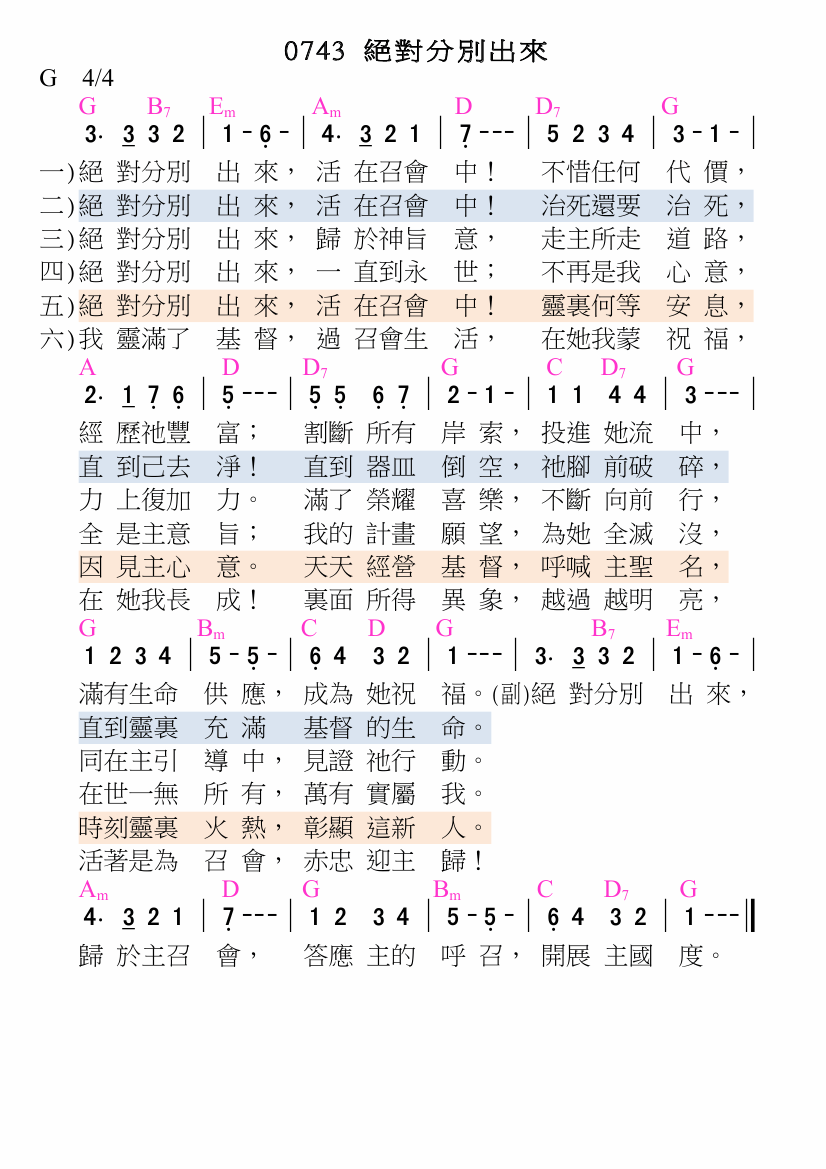 0743 絕對分別出來
G 4/4
G B7 Em Am D D7 G
3. 3 3 2 | 1 - 6 - | 4. 3 2 1 | 7 - - - | 5 2 3 4 | 3 - 1 - |
一)絕 對分別 出 來， 活 在召會 中！ 不惜任何 代 價，
二)絕 對分別 出 來， 活 在召會 中！ 治死還要 治 死，
三)絕 對分別 出 來， 歸 於神旨 意， 走主所走 道 路，
四)絕 對分別 出 來， 一 直到永 世； 不再是我 心 意，
五)絕 對分別 出 來， 活 在召會 中！ 靈裏何等 安 息，
六)我 靈滿了 基 督， 過 召會生 活， 在她我蒙 祝 福，
A D D7 G C D7 G
2. 1 7 6 | 5 - - - | 5 5 6 7 | 2 - 1 - | 1 1 4 4 | 3 - - - |
經 歷祂豐 富； 割斷 所有 岸 索， 投進 她流 中，
直 到己去 淨！ 直到 器皿 倒 空， 祂腳 前破 碎，
力 上復加 力。 滿了 榮耀 喜 樂， 不斷 向前 行，
全 是主意 旨； 我的 計畫 願 望， 為她 全滅 沒，
因 見主心 意。 天天 經營 基 督， 呼喊 主聖 名，
在 她我長 成！ 裏面 所得 異 象， 越過 越明 亮，
G Bm C D G B7 Em
1 2 3 4 | 5 - 5 - | 6 4 3 2 | 1 - - - | 3. 3 3 2 | 1 - 6 - |
滿有生命 供 應， 成為 她祝 福。(副)絕 對分別 出 來，
直到靈裏 充 滿 基督 的生 命。
同在主引 導 中， 見證 祂行 動。
在世一無 所 有， 萬有 實屬 我。
時刻靈裏 火 熱， 彰顯 這新 人。
活著是為 召 會， 赤忠 迎主 歸！
Am D G Bm C D7 G
4. 3 2 1 | 7 - - - | 1 2 3 4 | 5 - 5 - | 6 4 3 2 | 1 - - - ‖
歸 於主召 會， 答應 主的 呼 召， 開展 主國 度。